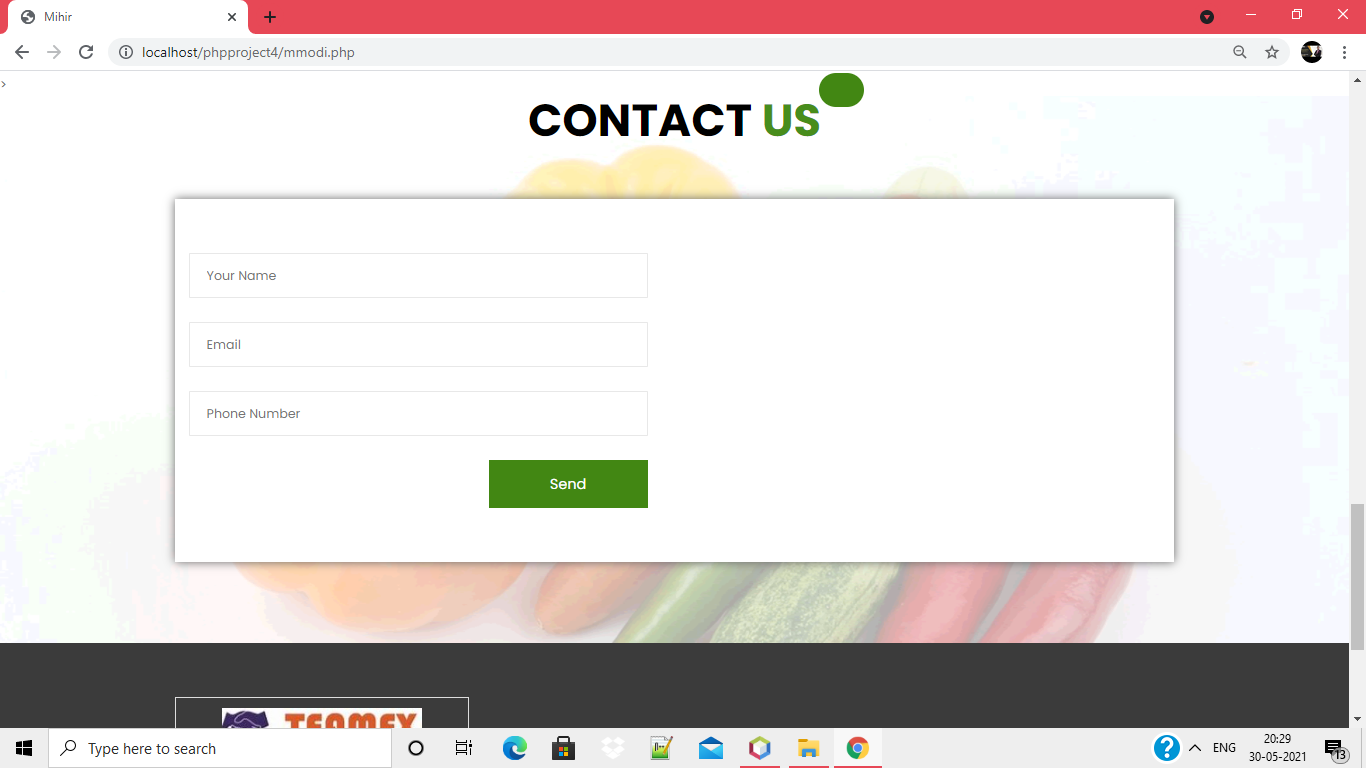 Mihir
localhost/phpproject4/mmodi.php
>
CONTACT US
Your Name
Email
Phone Number
Send
TEAMEX
Type here to search
ENG
20:29
30-05-2021
13